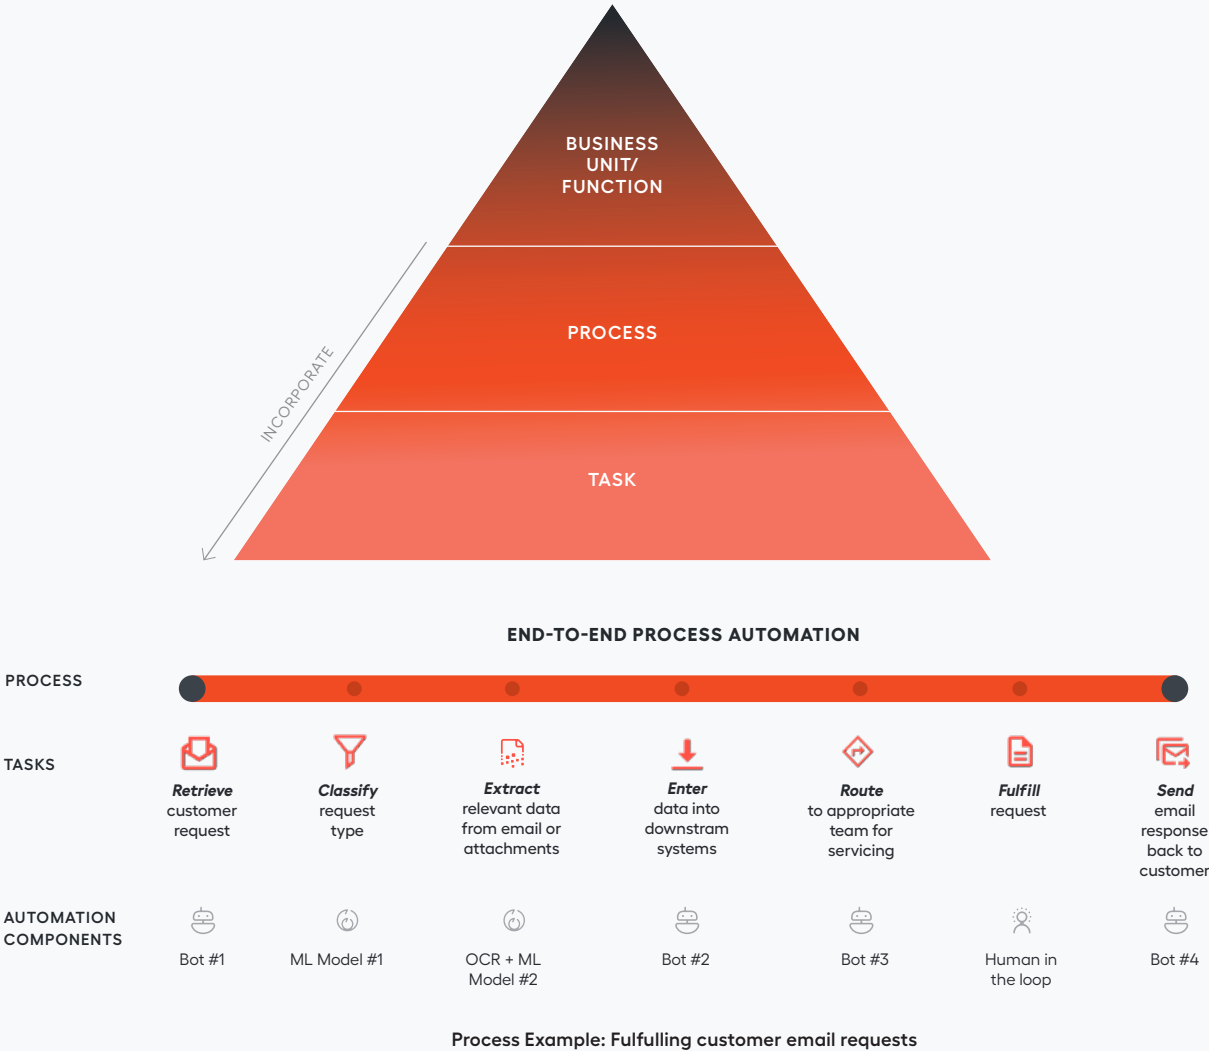 BUSINESS
UNIT/
FUNCTION
PROCESS
INCORPORATE
TASK
END-TO-END PROCESS AUTOMATION
PROCESS
TASKS
Retrieve
customer
request
Classify
request
type
Extract
relevant data
from email or
attachments
Enter
data into
downstram
systems
Route
to appropriate
team for
servicing
Fulfill
request
Send
email
response
back to
customer
AUTOMATION
COMPONENTS
Bot #1
ML Model #1
OCR + ML
Model #2
Bot #2
Bot #3
Human in
the loop
Bot #4
Process Example: Fulfulling customer email requests